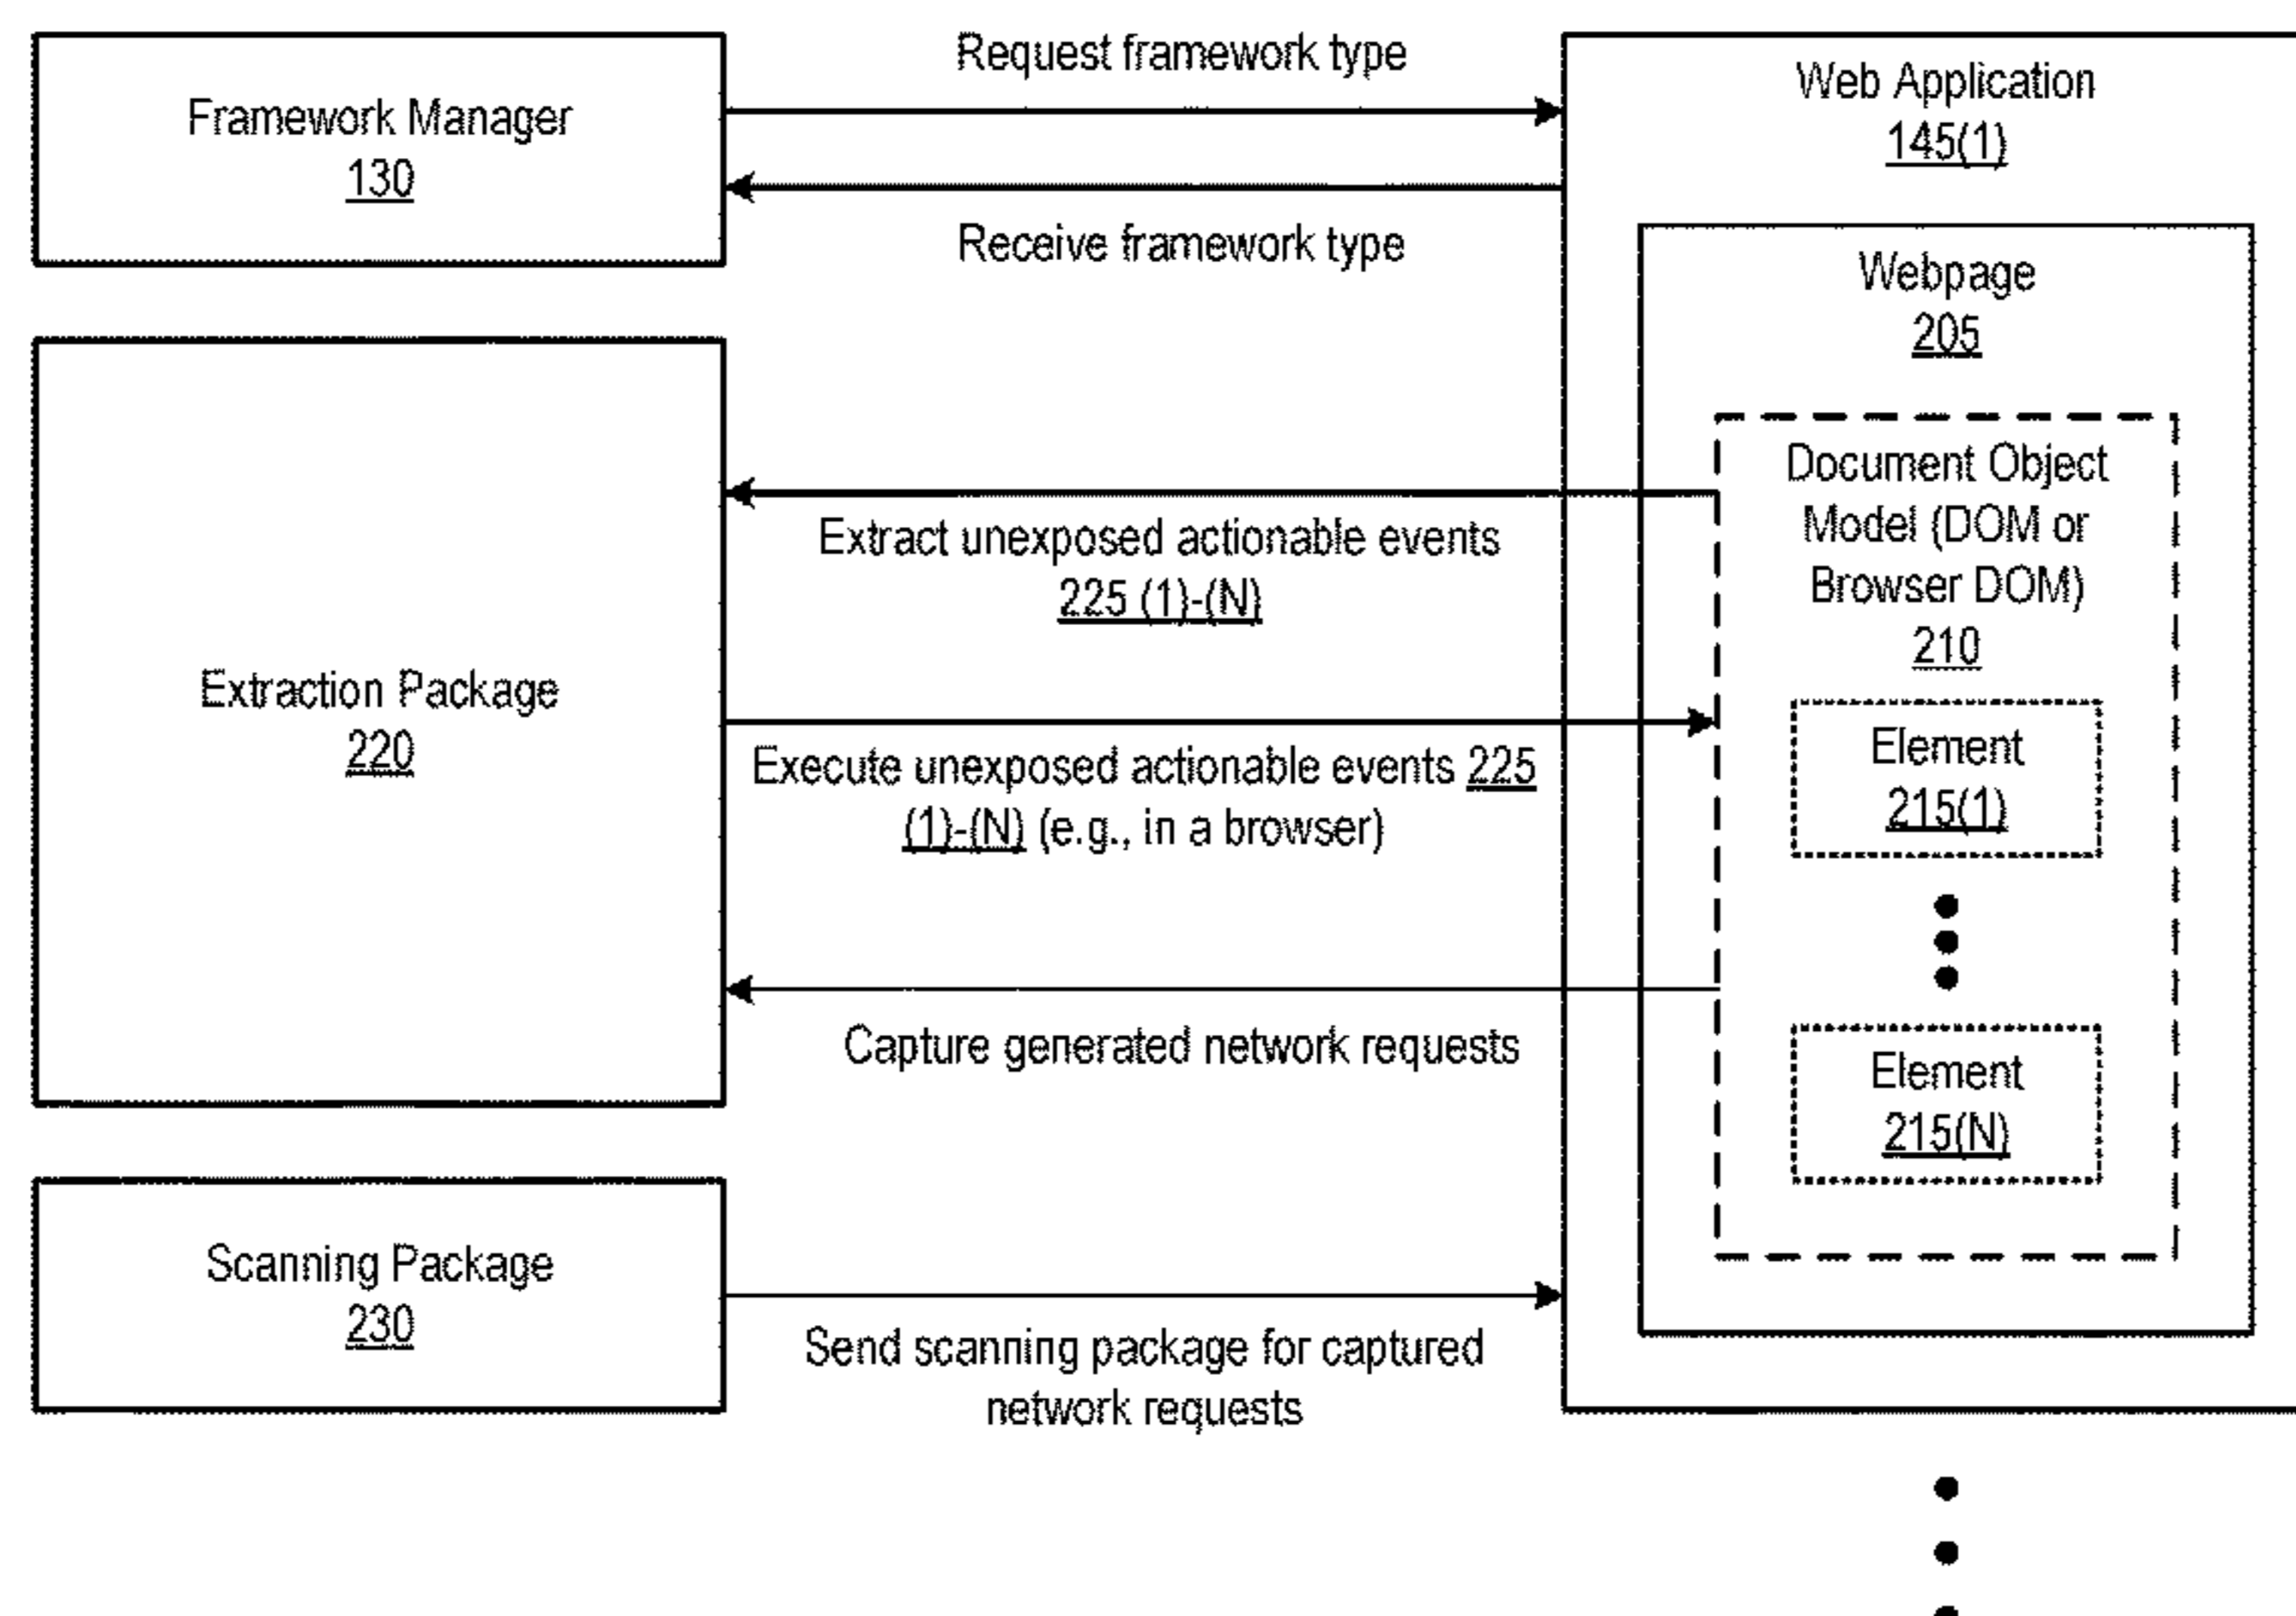 Framework Manager
130
Request framework type
Receive framework type
Web Application
145(1)
Webpage
205
Document Object
Model (DOM or
Browser DOM)
210
Element
215(1)
Element
215(N)
Extraction Package
220
Extract unexposed actionable events
225 (1)-(N)
Execute unexposed actionable events 225
(1)-(N) (e.g., in a browser)
Capture generated network requests
Scanning Package
230
Send scanning package for captured
network requests